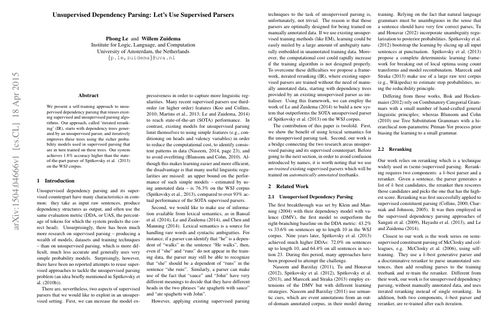 Unsupervised Dependency Parsing: Let's Use Supervised Parsers
Phong Le and Willem Zuidema
Institute for Logic, Language, and Computation
University of Amsterdam, the Netherlands
{p.le,zuidema}@uva.nl
arXiv:1504.04666v1 [cs.CL] 18 Apr 2015
Abstract
We present a self-training approach to unsupervised
dependency parsing that reuses existing
supervised and unsupervised parsing algorithms.
Our approach, called 'iterated reranking'
(IR), starts with dependency trees generated
by an unsupervised parser, and iteratively
improves these trees using the richer probability
models used in supervised parsing that
are in turn trained on these trees. Our system
achieves 1.8% accuracy higher than the state-of-the-part
parser of Spitkovsky et al. (2013)
on the WSJ corpus.
1 Introduction
Unsupervised dependency parsing and its supervised
counterpart have many characteristics in common:
they take as input raw sentences, produce
dependency structures as output, and often use the
same evaluation metric (DDA, or UAS, the percentage
of tokens for which the system predicts the correct
head). Unsurprisingly, there has been much
more research on supervised parsing – producing a
wealth of models, datasets and training techniques
– than on unsupervised parsing, which is more difficult,
much less accurate and generally uses very
simple probability models. Surprisingly, however,
there have been no reported attempts to reuse supervised
approaches to tackle the unsupervised parsing
problem (an idea briefly mentioned in Spitkovsky et
al. (2010b)).
There are, nevertheless, two aspects of supervised
parsers that we would like to exploit in an unsupervised
setting. First, we can increase the model expressiveness
in order to capture more linguistic regularities.
Many recent supervised parsers use third-order
(or higher order) features (Koo and Collins,
2010; Martins et al., 2013; Le and Zuidema, 2014)
to reach state-of-the-art (SOTA) performance. In
contrast, existing models for unsupervised parsing
limit themselves to using simple features (e.g., conditioning
on heads and valency variables) in order
to reduce the computational cost, to identify consistent
patterns in data (Naseem, 2014, page 23), and
to avoid overfitting (Blunsom and Cohn, 2010). Although
this makes learning easier and more efficient,
the disadvantage is that many useful linguistic regularities
are missed: an upper bound on the performance
of such simple models – estimated by using
annotated data – is 76.3% on the WSJ corpus
(Spitkovsky et al., 2013), compared to over 93% actual
performance of the SOTA supervised parsers.
Second, we would like to make use of information
available from lexical semantics, as in Bansal
et al. (2014), Le and Zuidema (2014), and Chen
and Manning (2014). Lexical semantics is a source
for handling rare words and syntactic ambiguities. For
instance, if a parser can identify that "he" is a dependent
of "walks" in the sentence "He walks", then,
even if "she" and "runs" do not appear in the training
data, the parser may still be able to recognize
that "she" should be a dependent of "runs" in the
sentence "she runs". Similarly, a parser can make
use of the fact that "sauce" and "John" have very
different meanings to decide that they have different
heads in the two phrases "ate spaghetti with sauce"
and "ate spaghetti with John".
However, applying existing supervised parsing
techniques to the task of unsupervised parsing is,
unfortunately, not trivial. The reason is that those
parsers are optimally designed for being trained on
manually annotated data. If we use existing unsupervised
training methods (like EM), learning could be
easily misled by a large amount of ambiguity naturally
embedded in unannotated training data. Moreover,
the computational cost could rapidly increase
if the training algorithm is not designed properly.
To overcome these difficulties we propose a framework,
iterated reranking (IR), where existing supervised
parsers are trained without the need of manually
annotated data, starting with dependency trees
provided by an existing unsupervised parser as initialiser.
Using this framework, we can employ the
work of Le and Zuidema (2014) to build a new system
that outperforms the SOTA unsupervised parser
of Spitkovsky et al. (2013) on the WSJ corpus.
The contribution of this paper is twofold. First,
we show the benefit of using lexical semantics for
the unsupervised parsing task. Second, our work is
a bridge connecting the two research areas unsupervised
parsing and its supervised counterpart. Before
going to the next section, in order to avoid confusion
introduced by names, it is worth noting that we use
un-trained existing supervised parsers which will be
trained on automatically annotated treebanks.
2 Related Work
2.1 Unsupervised Dependency Parsing
The first breakthrough was set by Klein and Manning
(2004) with their dependency model with valence
(DMV), the first model to outperform the
right-branching baseline on the DDA metric: 43.2%
vs 33.6% on sentences up to length 10 in the WSJ
corpus. Nine years later, Spitkovsky et al. (2013)
achieved much higher DDAs: 72.0% on sentences
up to length 10, and 64.4% on all sentences in section
23. During this period, many approaches have
been proposed to attempt the challenge.
Naseem and Barzilay (2011), Tu and Honavar
(2012), Spitkovsky et al. (2012), Spitkovsky et al.
(2013), and Marecek and Straka (2013) employ extensions
of the DMV but with different learning
strategies. Naseem and Barzilay (2011) use semantic
cues, which are event annotations from an out-of-domain
annotated corpus, in their model during
training. Relying on the fact that natural language
grammars must be unambiguous in the sense that
a sentence should have very few correct parses, Tu
and Honavar (2012) incorporate unambiguity regularisation
to posterior probabilities. Spitkovsky et al.
(2012) bootstrap the learning by slicing up all input
sentences at punctuation. Spitkovsky et al. (2013)
propose a complete deterministic learning framework
for breaking out of local optima using count
transforms and model recombination. Marecek and
Straka (2013) make use of a large raw text corpus
(e.g., Wikipedia) to estimate stop probabilities, using
the reducibility principle.
Differing from those works, Bisk and Hockenmaier
(2012) rely on Combinatory Categorial Grammars
with a small number of hand-crafted general
linguistic principles; whereas Blunsom and Cohn
(2010) use Tree Substitution Grammars with a hierarchical
non-parametric Pitman-Yor process prior
biasing the learning to a small grammar.
2.2 Reranking
Our work relies on reranking which is a technique
widely used in (semi-)supervised parsing. Reranking
requires two components: a k-best parser and a
reranker. Given a sentence, the parser generates a
list of k best candidates, the reranker then rescores
those candidates and picks the one that has the highest
score. Reranking was first successfully applied to
supervised constituent parsing (Collins, 2000; Charniak
and Johnson, 2005). It was then employed in
the supervised dependency parsing approaches of
Sangati et al. (2009), Hayashi et al. (2013), and Le
and Zuidema (2014).
Closest to our work is the work series on semi-supervised
constituent parsing of McClosky and colleagues,
e.g. McClosky et al. (2006), using self-training.
They use a k-best generative parser and
a discriminative reranker to parse unannotated sentences,
then add resulting parses to the training
treebank and re-train the reranker. Different from
their work, our work is for unsupervised dependency
parsing, without manually annotated data, and uses
iterated reranking instead of single reranking. In
addition, both two components, k-best parser and
reranker, are re-trained after each iteration.